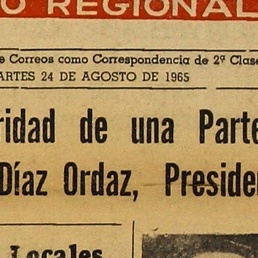 O REGIONAL
e Correos como Correspondencia de 2ª Clase
ARTES 24 DE AGOSTO DE 1965
ridad de una Parte
Díaz Ordaz, Presiden
Locales